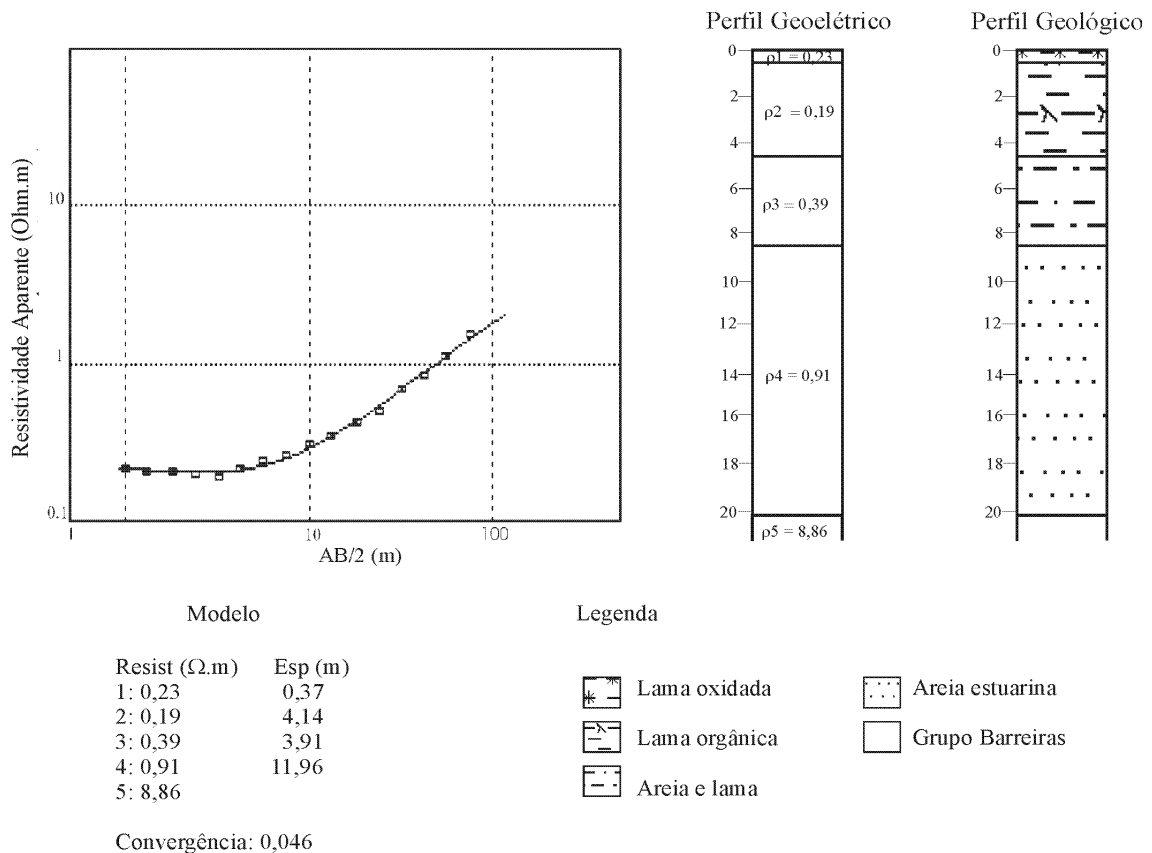 Perfil Geoelétrico
Perfil Geológico
Resistividade Aparente (Ohm.m)
10
1
0.1
1
10
100
AB/2 (m)
0
2
4
6
8
10
12
14
16
18
20
ρ1 = 0,23
ρ2 = 0,19
ρ3 = 0,39
ρ4 = 0,91
ρ5 = 8,86
0
2
4
6
8
10
12
14
16
18
20
Modelo
Resist (Ω.m) Esp (m)
1: 0,23 0,37
2: 0,19 4,14
3: 0,39 3,91
4: 0,91 11,96
5: 8,86
Convergência: 0,046
Legenda
Lama oxidada
Lama orgânica
Areia e lama
Areia estuarina
Grupo Barreiras